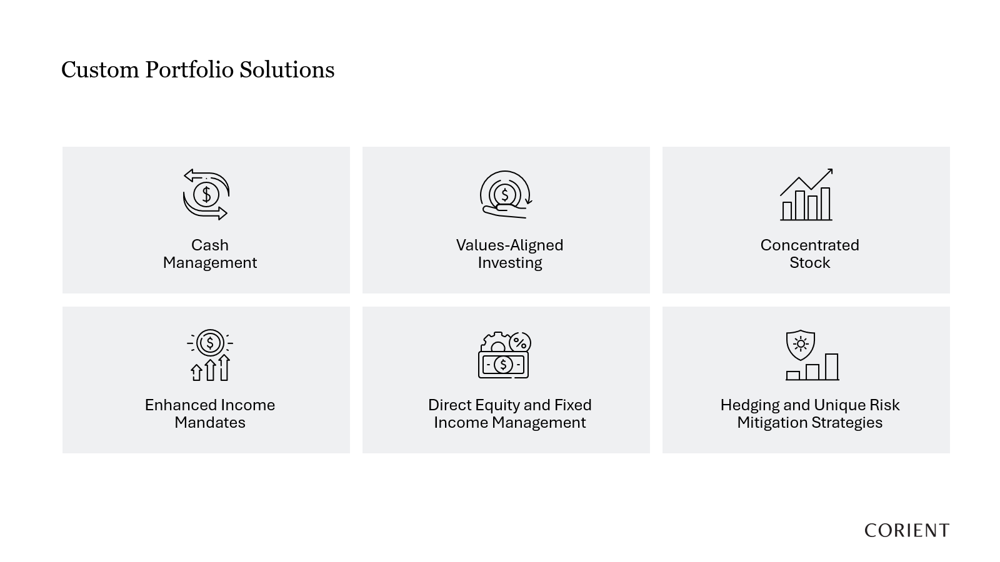 Custom Portfolio Solutions
$
Cash
Management
$
Values-Aligned
Investing
Concentrated
Stock
$
Enhanced Income
Mandates
%
$
Direct Equity and Fixed
Income Management
Hedging and Unique Risk
Mitigation Strategies
CORIENT